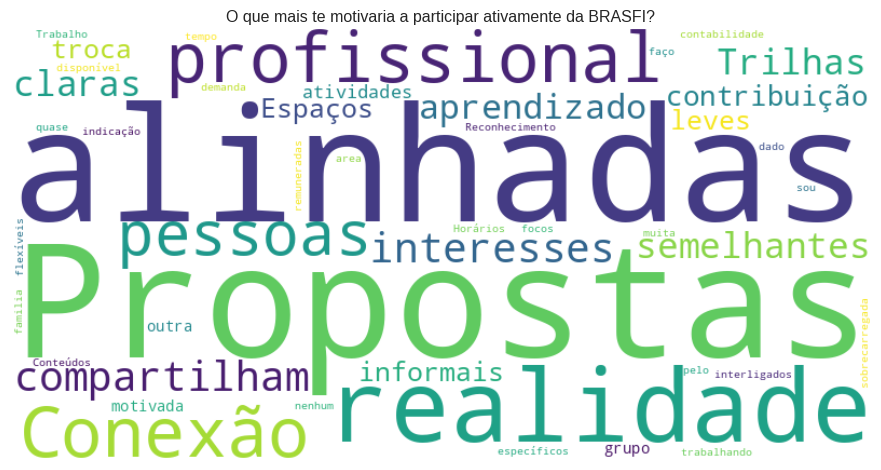 O que mais te motivaria a participar ativamente da BRASFI?
Trabalho
tempo
faço
contabilidade
troca
profissional
Trilhas
disponível
claras
demanda
atividades
contribuição
Espaços
aprendizado
leves
quase
indicação
Reconhecimento
alinhadas
remuneradas
area
dado
sou
flexíveis
pessoas
Horários
focos
muita
interesses
semelhantes
Propostas
familia
outra
sobrecarregada
Conteúdos
compartilham
informais
realidade
pelo
interligados
Conexão
motivada
nenhum
específicos
grupo
trabalhando